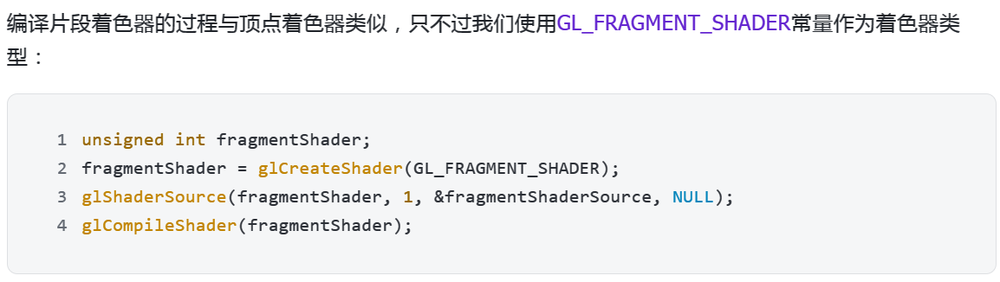 编译片段着色器的过程与顶点着色器类似，只不过我们使用GL_FRAGMENT_SHADER常量作为着色器类
型：
1 unsigned int fragmentShader;
2 fragmentShader = glCreateShader(GL_FRAGMENT_SHADER);
3 glShaderSource(fragmentShader, 1, &fragmentShaderSource, NULL);
4 glCompileShader(fragmentShader);